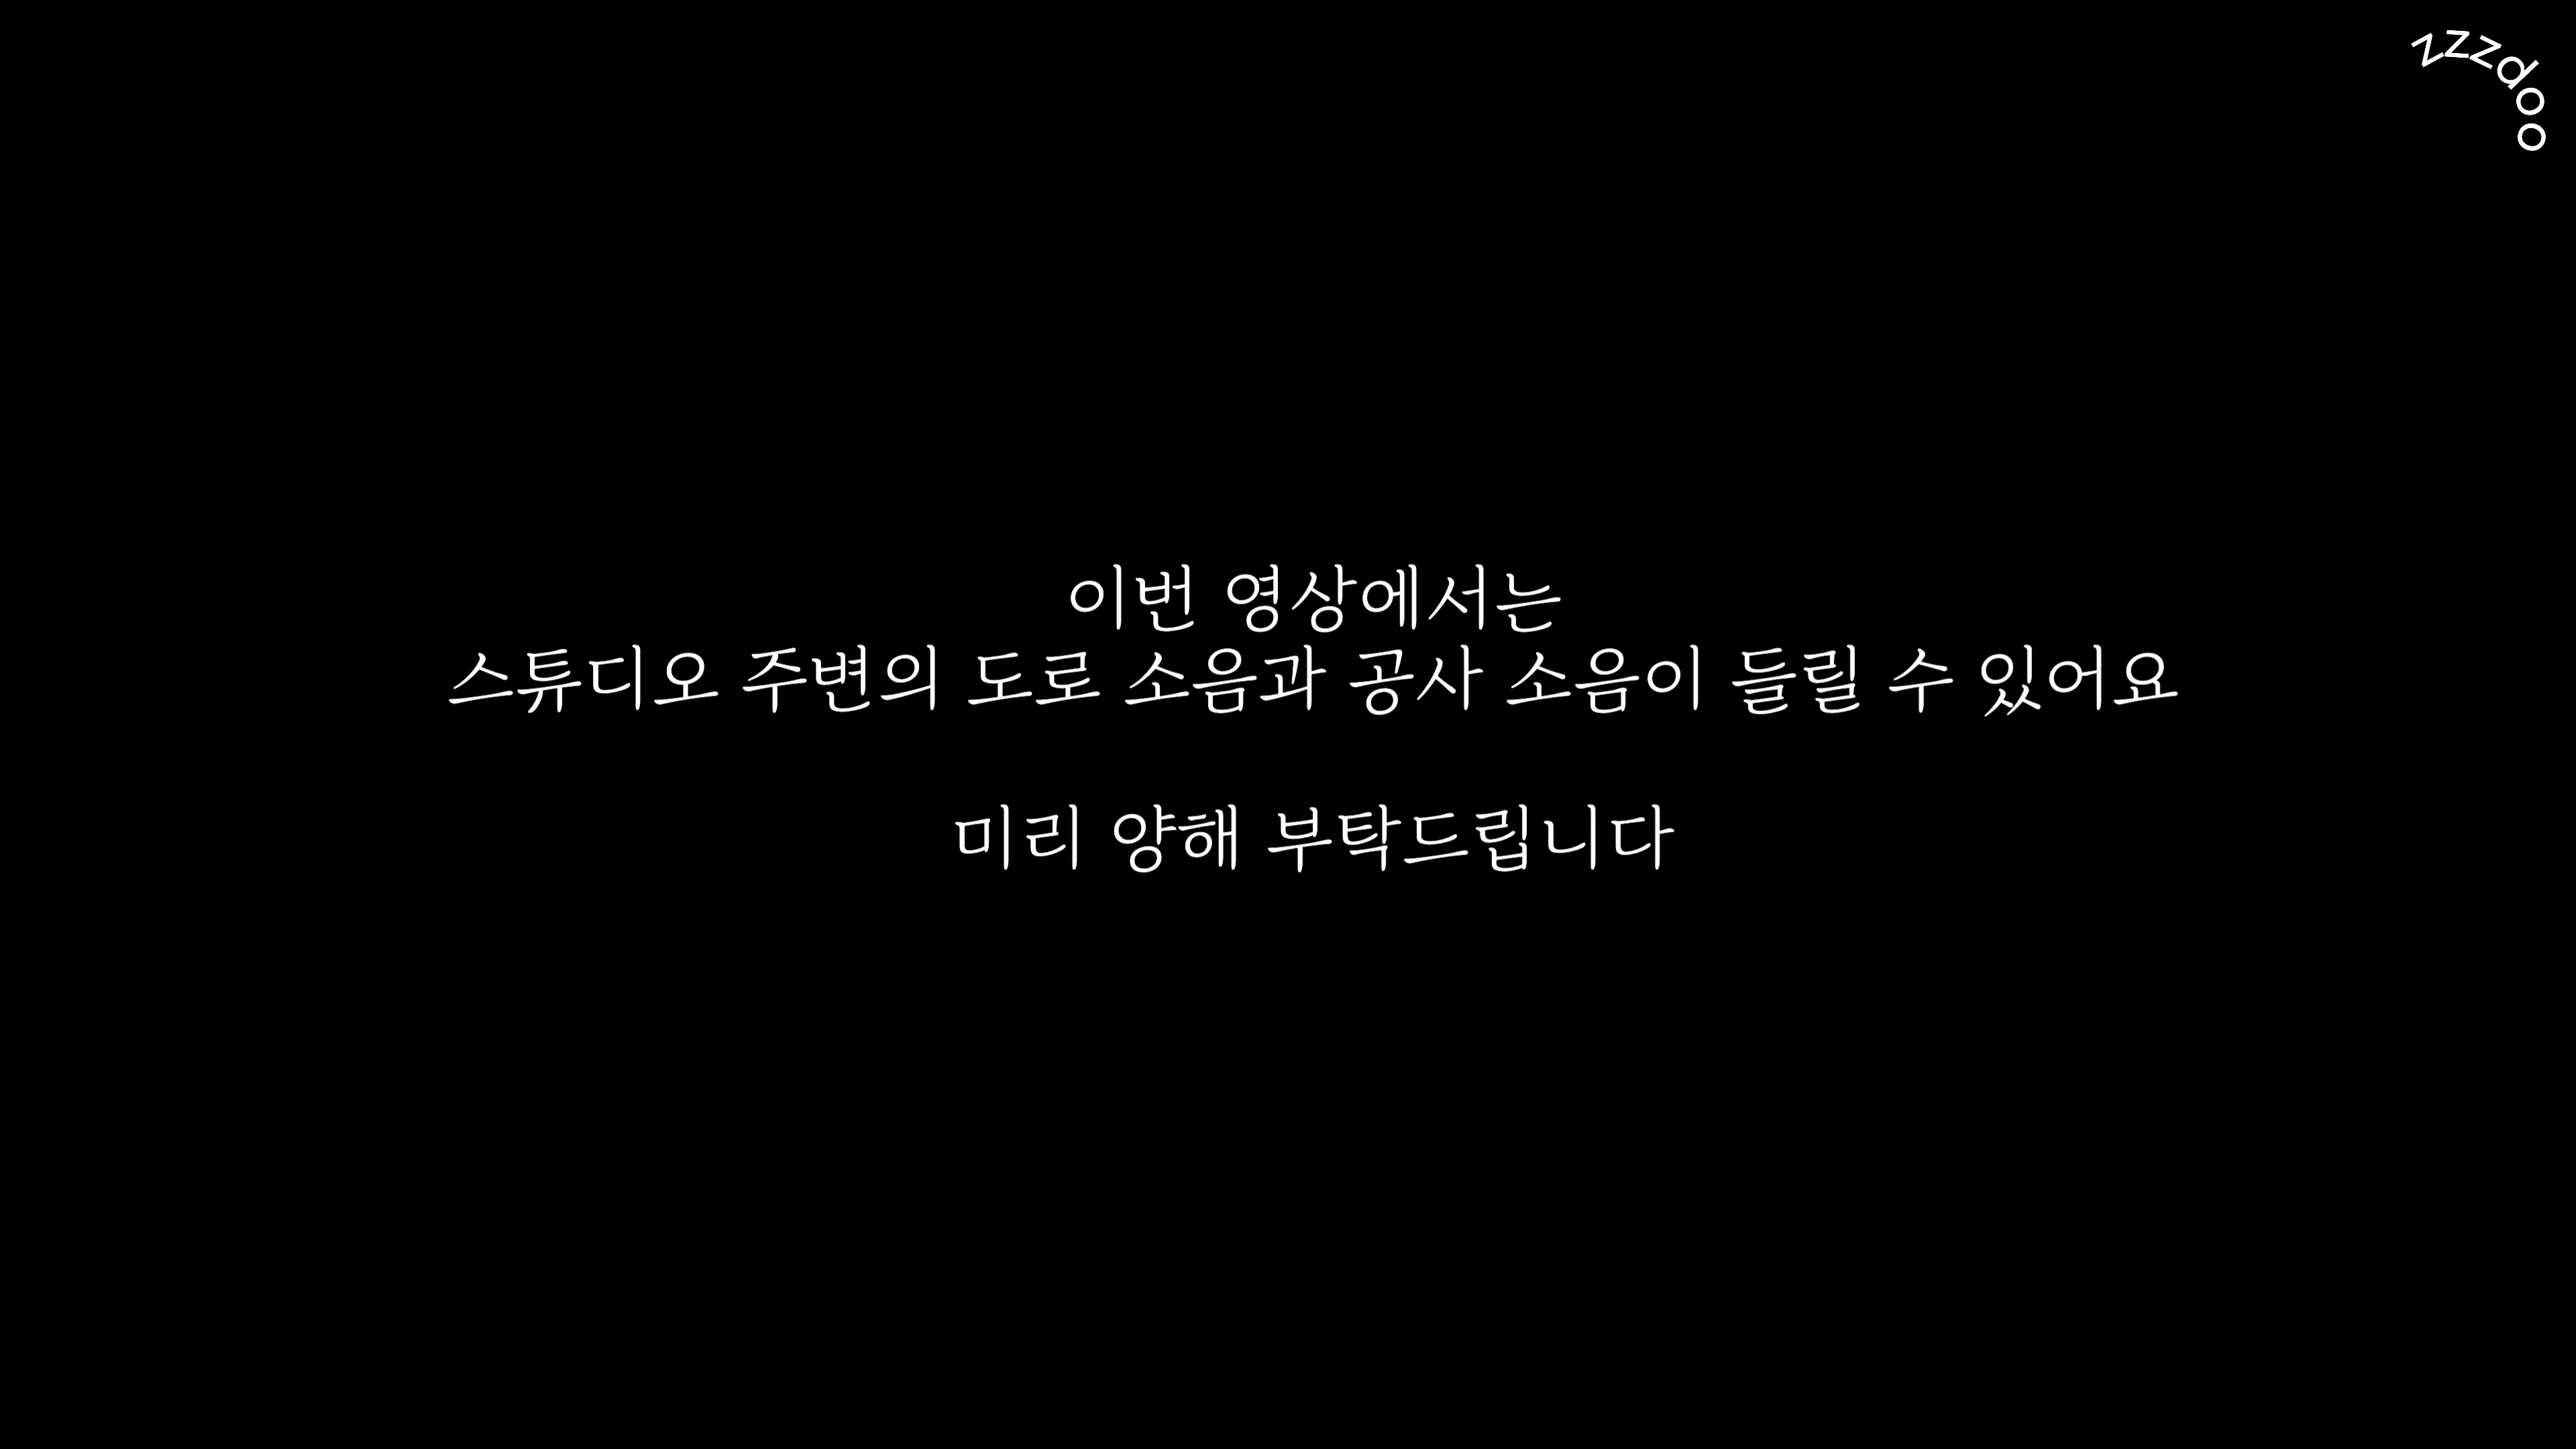 zzzdoo
이번 영상에서는
스튜디오 주변의 도로 소음과 공사 소음이 들릴 수 있어요
미리 양해 부탁드립니다